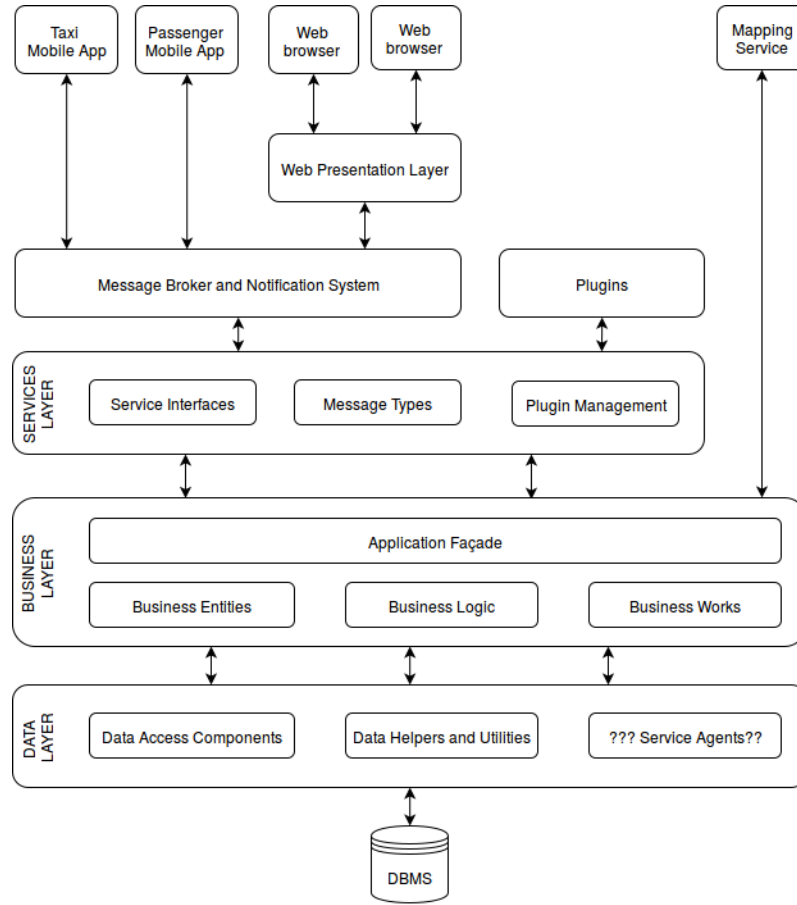 Taxi
Mobile App
Passenger
Mobile App
Web
browser
Web
browser
Mapping
Service
Web Presentation Layer
Message Broker and Notification System
Plugins
SERVICES
LAYER
Service Interfaces
Message Types
Plugin Management
BUSINESS
LAYER
Application Façade
Business Entities
Business Logic
Business Works
DATA
LAYER
Data Access Components
Data Helpers and Utilities
??? Service Agents??
DBMS